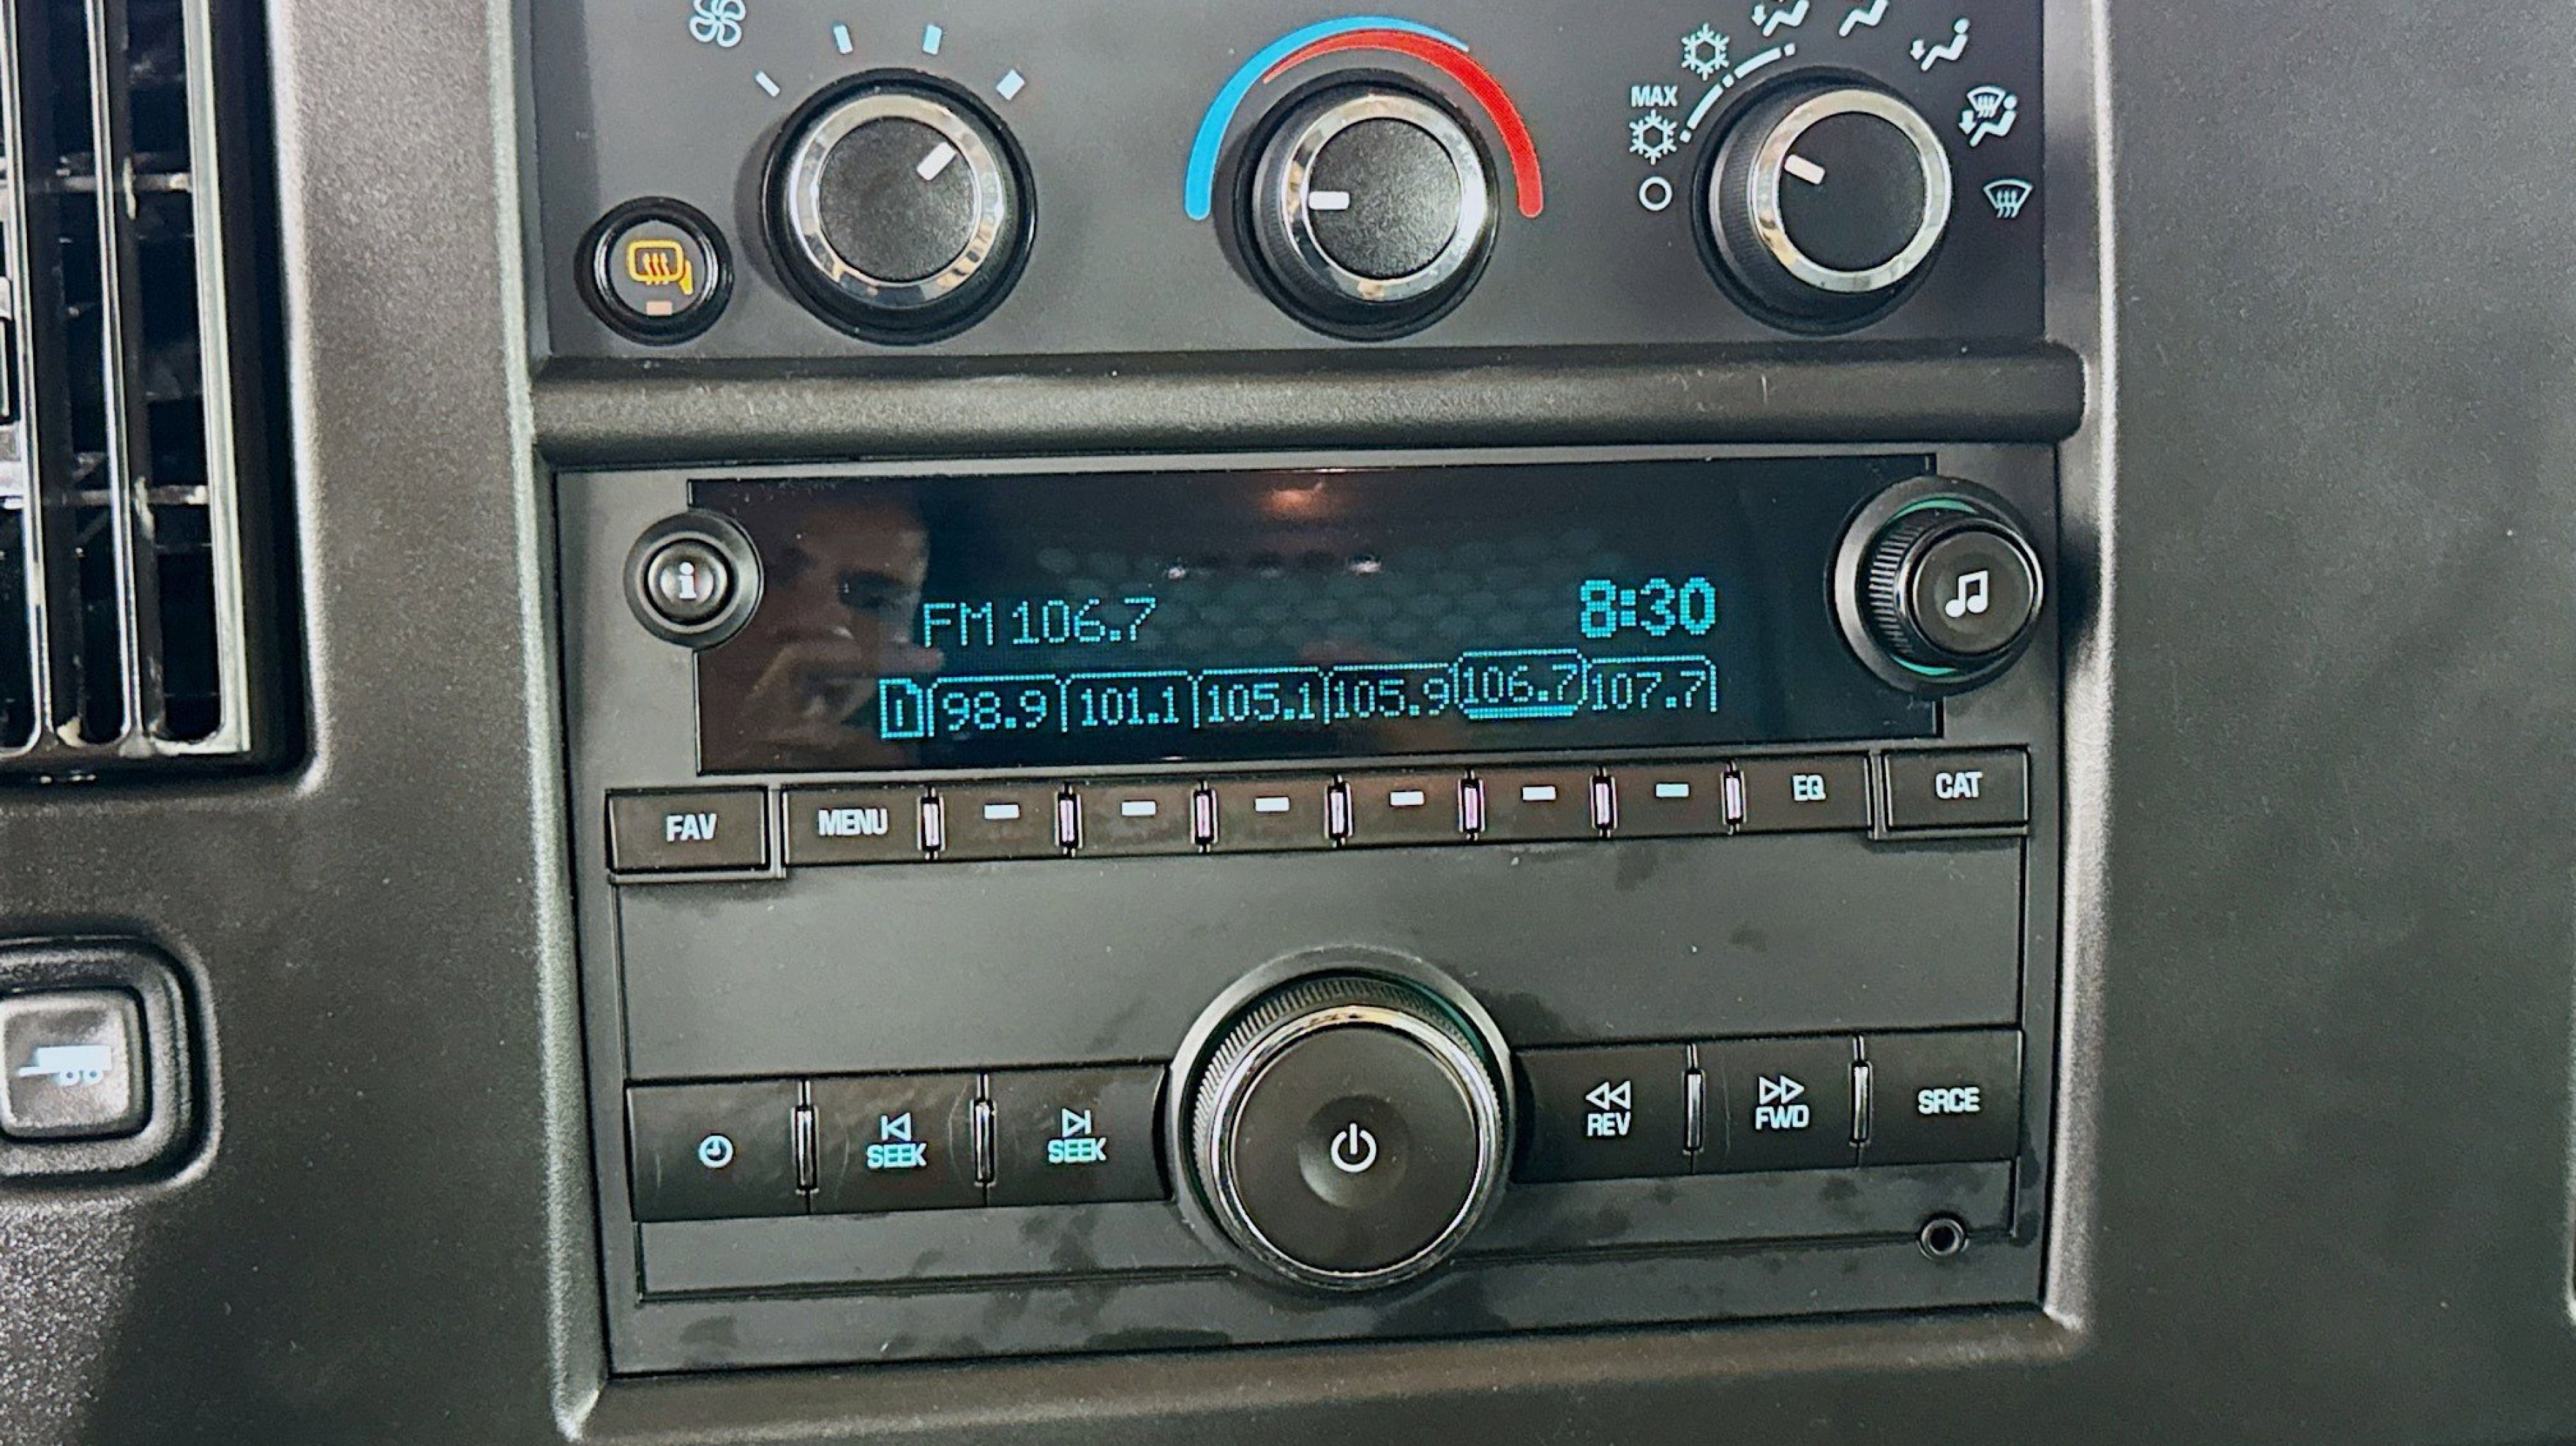 MAX
i
FM 106.7 8:30
1 98.9 101.1 105.1 105.9 106.7 107.7
FAV MENU EQ CAT
SEEK SEEK REV FWD SRCE